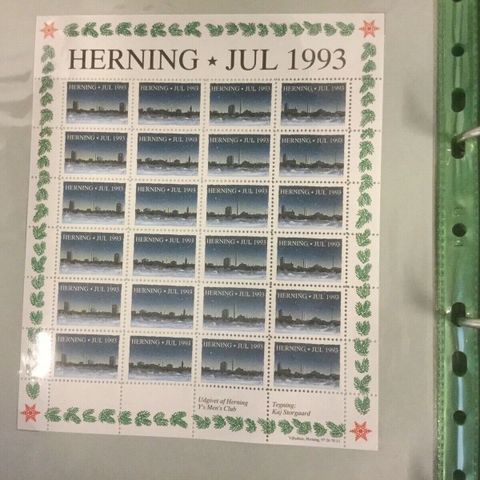 HERNING ★ JUL 1993
HERNING ★ JUL 1993 HERNING ★ JUL 1993 HERNING ★ JUL 1993 HERNING ★ JUL 1993
HERNING ★ JUL 1993 HERNING ★ JUL 1993 HERNING ★ JUL 1993 HERNING ★ JUL 1993
HERNING ★ JUL 1993 HERNING ★ JUL 1993 HERNING ★ JUL 1993 HERNING ★ JUL 1993
HERNING ★ JUL 1993 HERNING ★ JUL 1993 HERNING ★ JUL 1993 HERNING ★ JUL 1993
HERNING ★ JUL 1993 HERNING ★ JUL 1993 HERNING ★ JUL 1993 HERNING ★ JUL 1993
HERNING ★ JUL 1993 HERNING ★ JUL 1993 HERNING ★ JUL 1993 HERNING ★ JUL 1993
Udgivet af Herning
Y's Men's Club
Tegning:
Kaj Storgaard
Herning